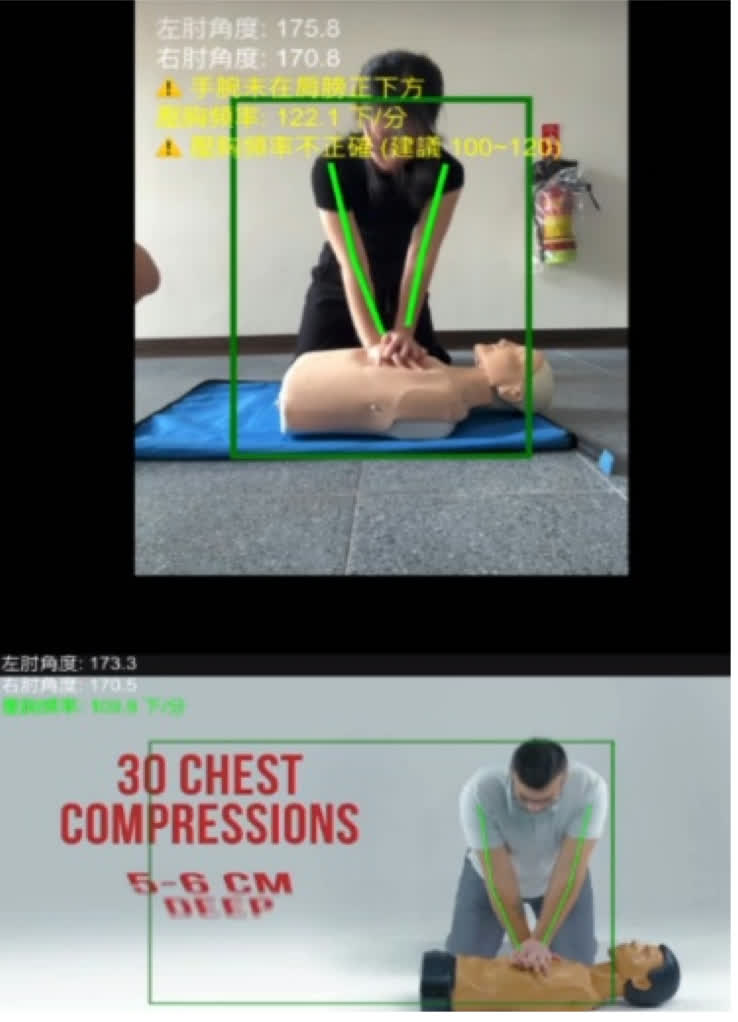 左肘角度: 175.8
右肘角度: 170.8
⚠ 手腕未在肩膀正下方
壓胸頻率: 122.1 下/分
⚠ 壓胸頻率不正確 (建議 100~120)
左肘角度: 173.3
右肘角度: 170.5
壓胸頻率: 109.8 下/分
30 CHEST
COMPRESSIONS
5-6 CM
DEEP